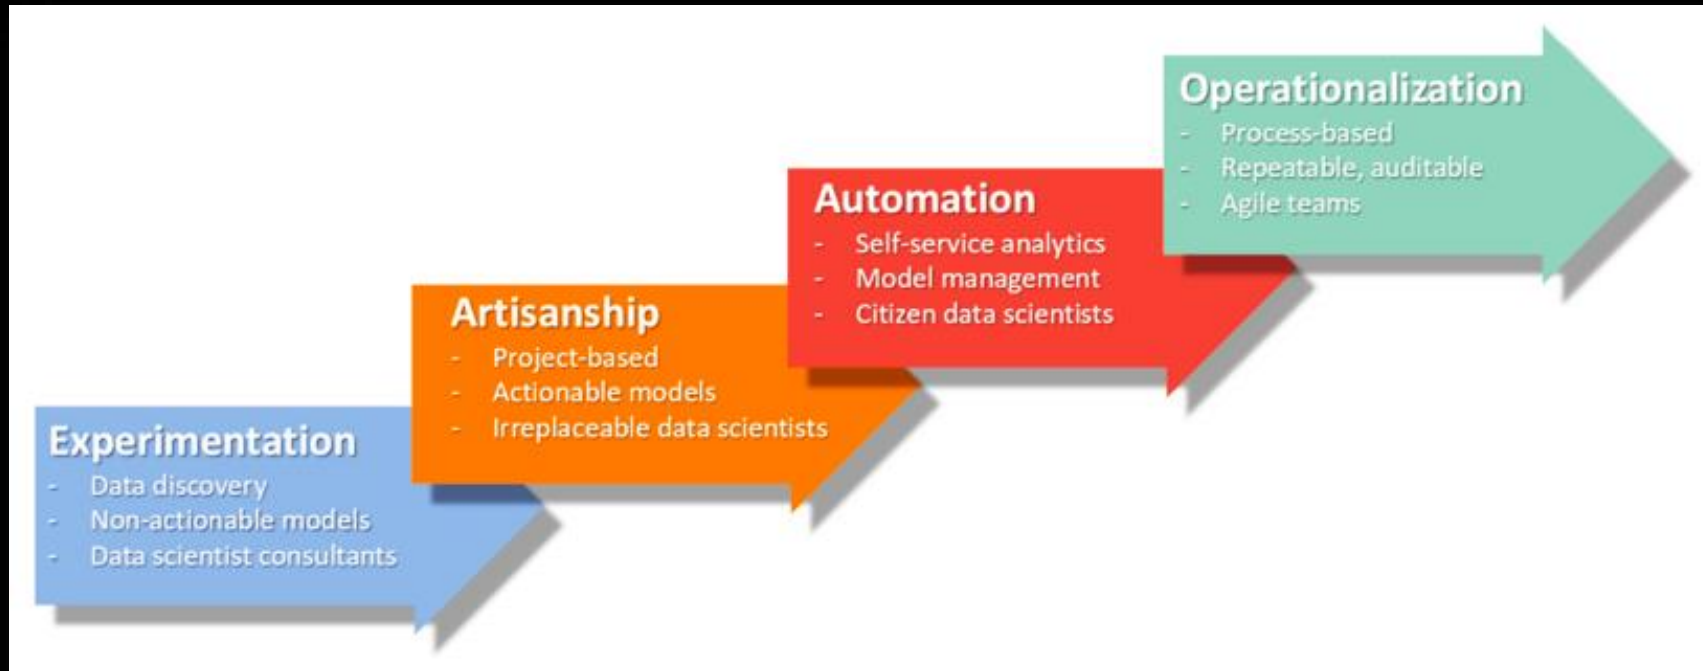 Experimentation
- Data discovery
- Non-actionable models
- Data scientist consultants
Artisanship
- Project-based
- Actionable models
- Irreplaceable data scientists
Automation
- Self-service analytics
- Model management
- Citizen data scientists
Operationalization
- Process-based
- Repeatable, auditable
- Agile teams